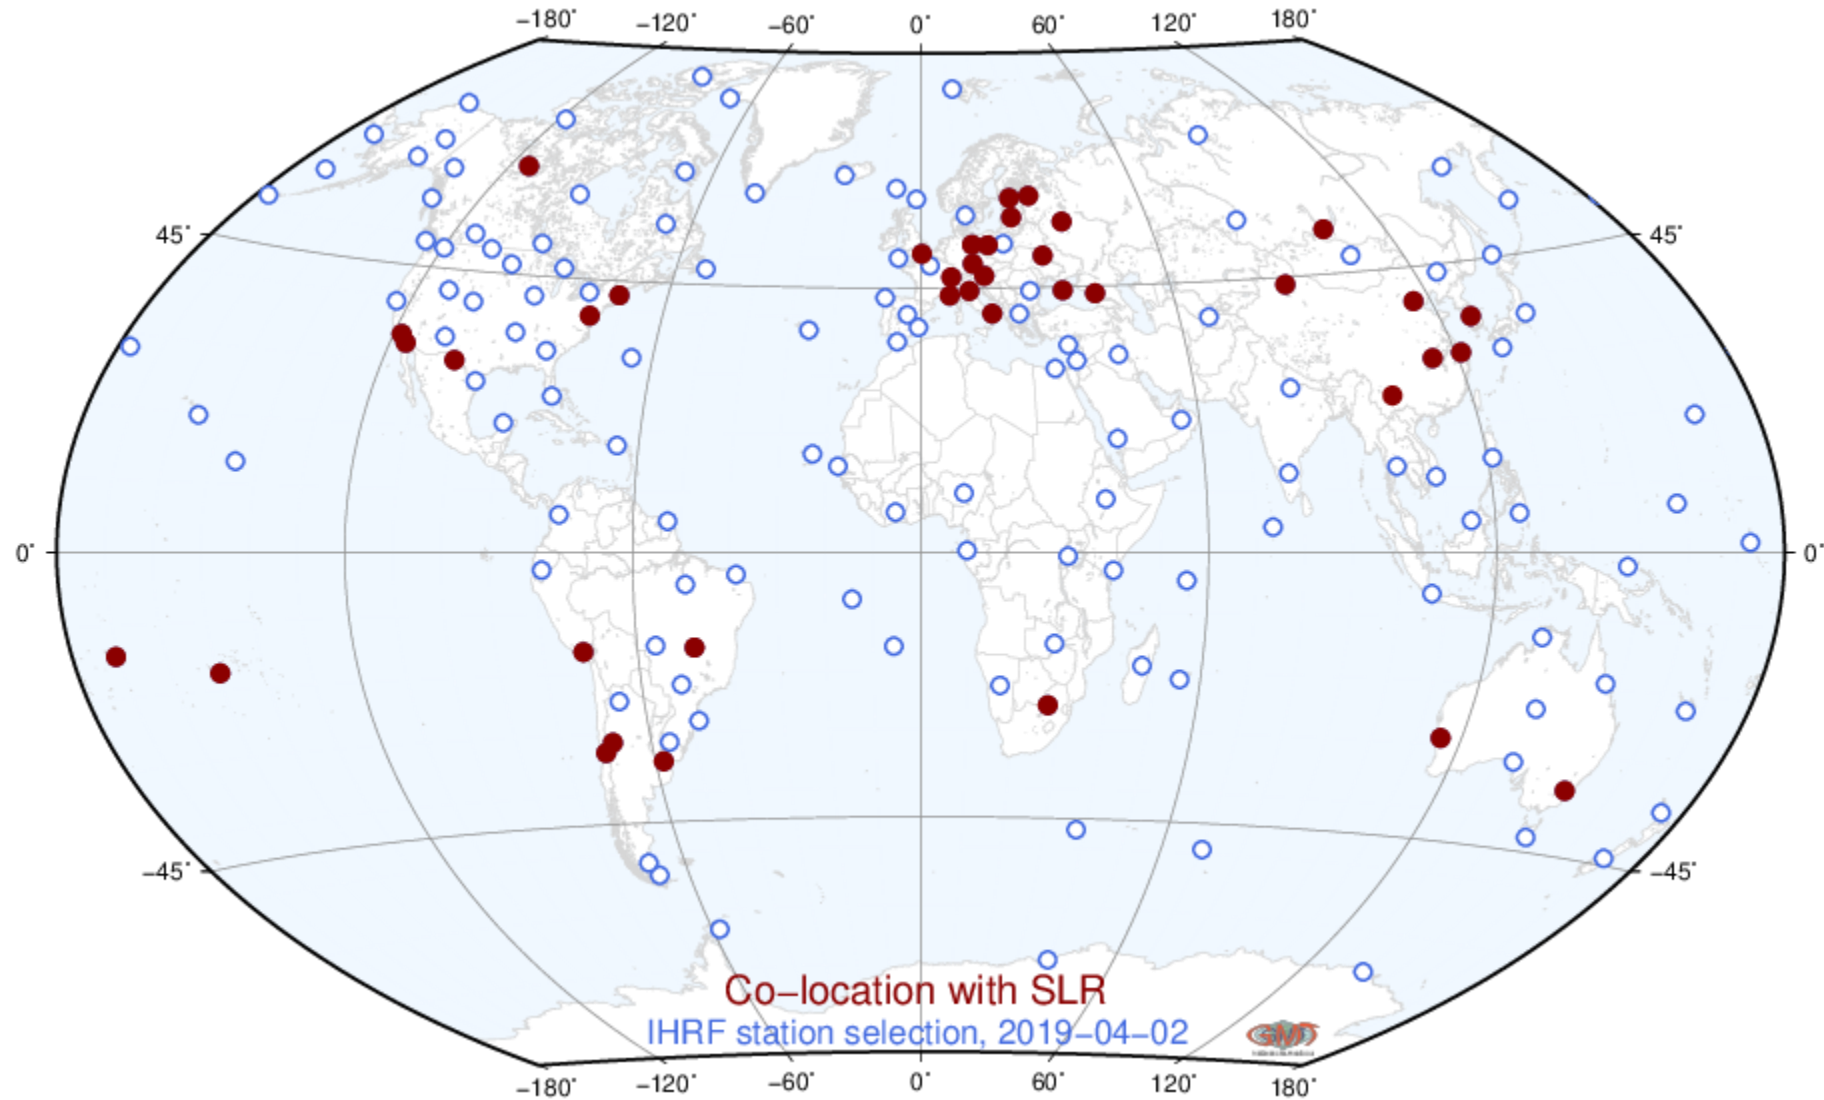 −180° −120° −60° 0° 60° 120° 180°
45° 45°
0° 0°
−45° −45°
Co−location with SLR
IHRF station selection, 2019−04−02
GMT
−180° −120° −60° 0° 60° 120° 180°